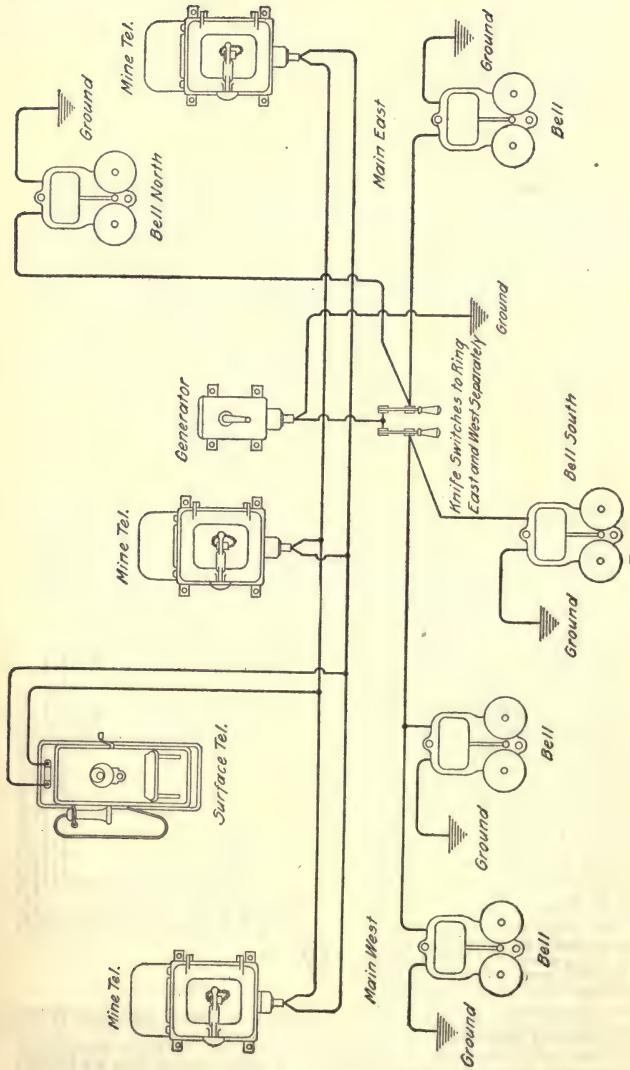 Mine Tel.
Ground
Bell North
Main East
Ground
Bell
Generator
Ground
Knife Switches to Ring
East and West Separately
Mine Tel.
Bell South
Ground
Surface Tel.
Bell
Ground
Mine Tel.
Main West
Bell
Ground